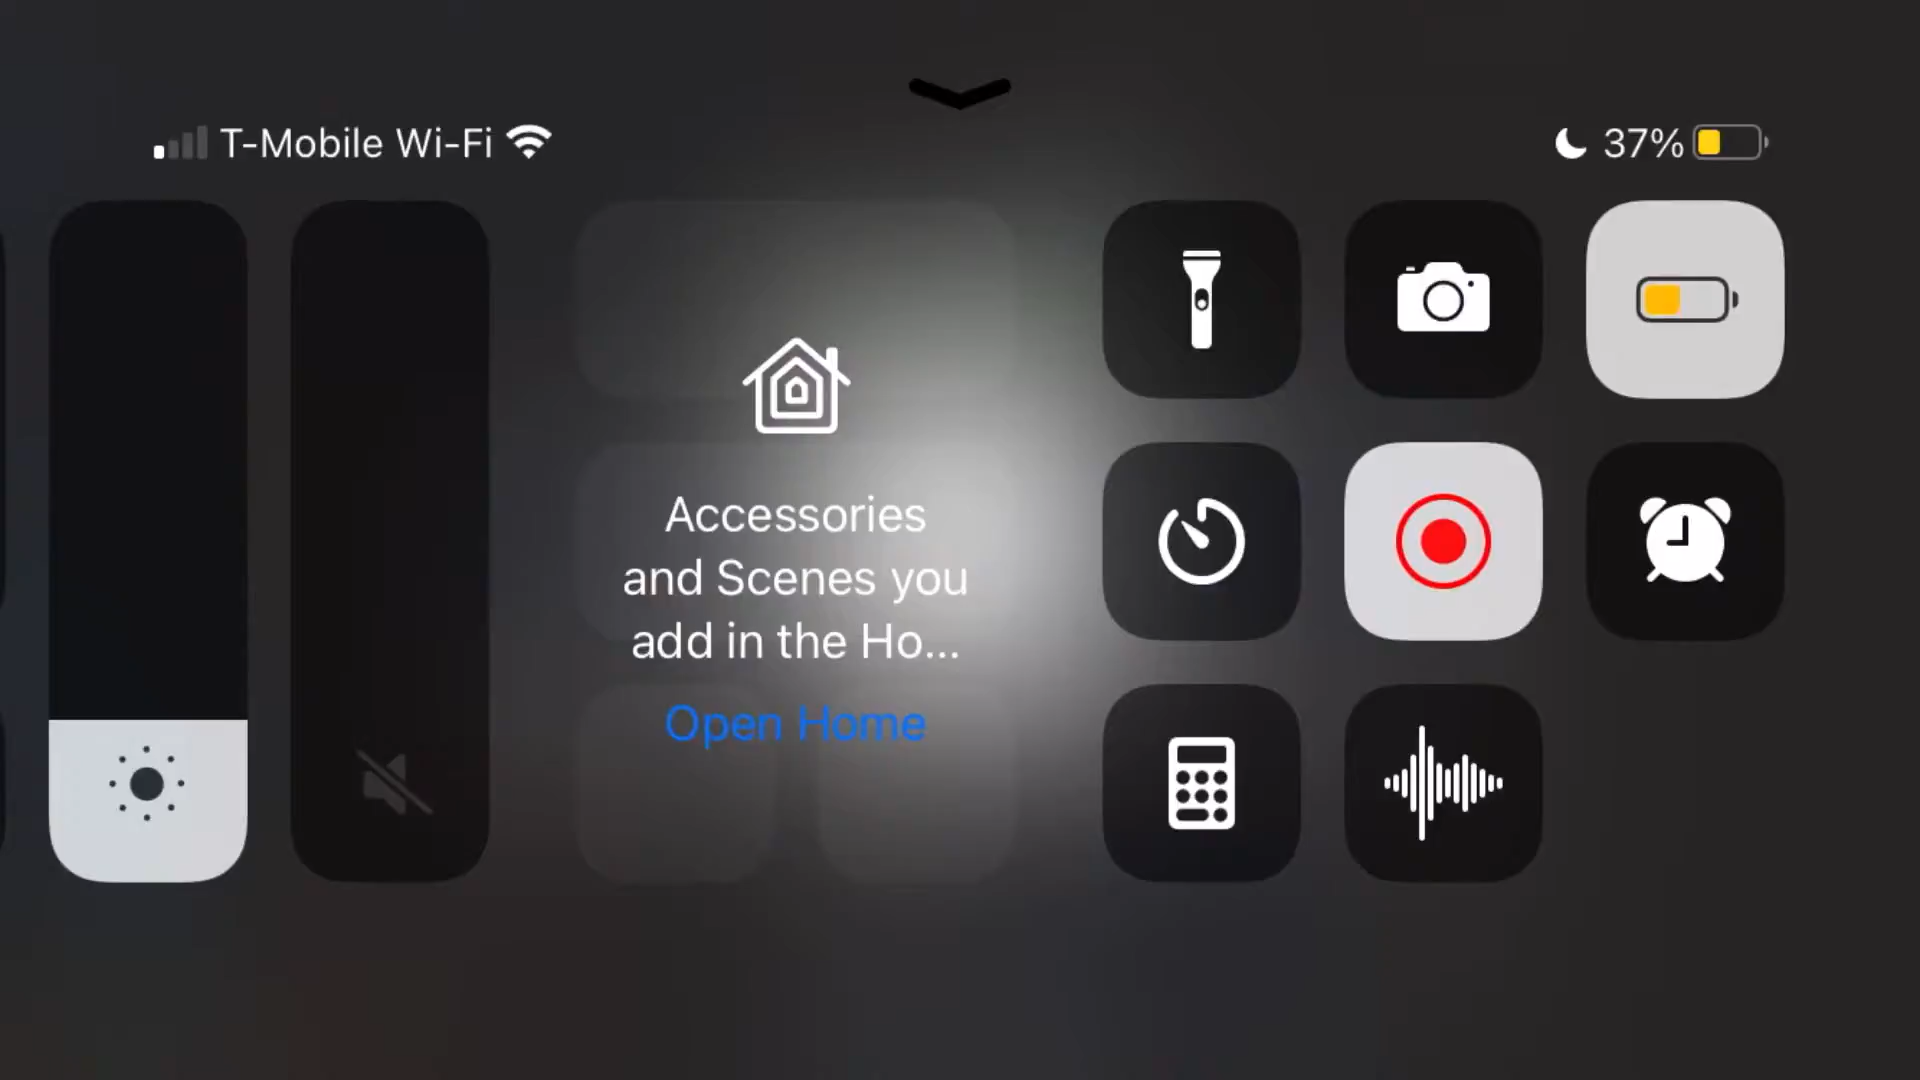 T-Mobile Wi-Fi
37%
Accessories
and Scenes you
add in the Ho...
Open Home